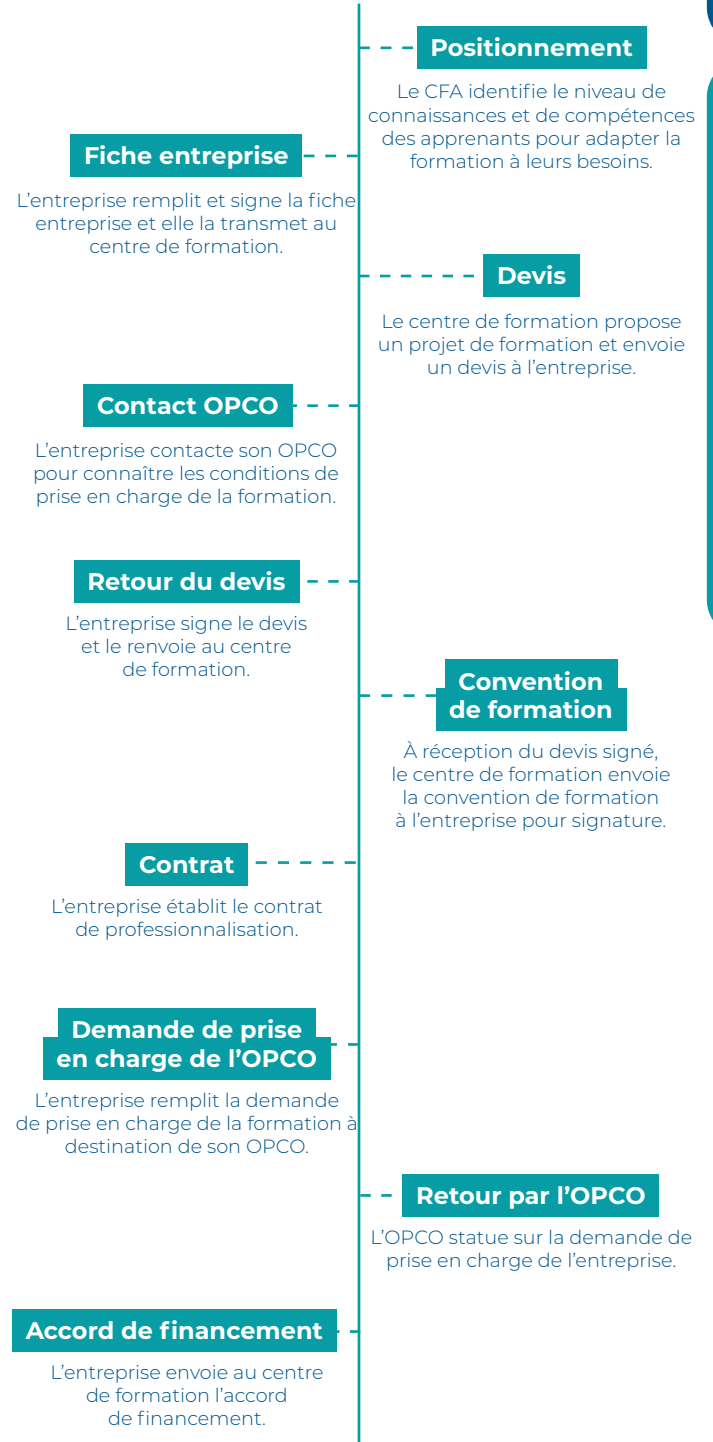 Positionnement
Le CFA identifie le niveau de
connaissances et de compétences
des apprenants pour adapter la
formation à leurs besoins.
Fiche entreprise
L'entreprise remplit et signe la fiche
entreprise et elle la transmet au
centre de formation.
Devis
Le centre de formation propose
un projet de formation et envoie
un devis à l'entreprise.
Contact OPCO
L'entreprise contacte son OPCO
pour connaître les conditions de
prise en charge de la formation.
Retour du devis
L'entreprise signe le devis
et le renvoie au centre
de formation.
Convention
de formation
À réception du devis signé,
le centre de formation envoie
la convention de formation
à l'entreprise pour signature.
Contrat
L'entreprise établit le contrat
de professionnalisation.
Demande de prise
en charge de l'OPCO
L'entreprise remplit la demande
de prise en charge de la formation à
destination de son OPCO.
Retour par l'OPCO
L'OPCO statue sur la demande de
prise en charge de l'entreprise.
Accord de financement
L'entreprise envoie au centre
de formation l'accord
de financement.